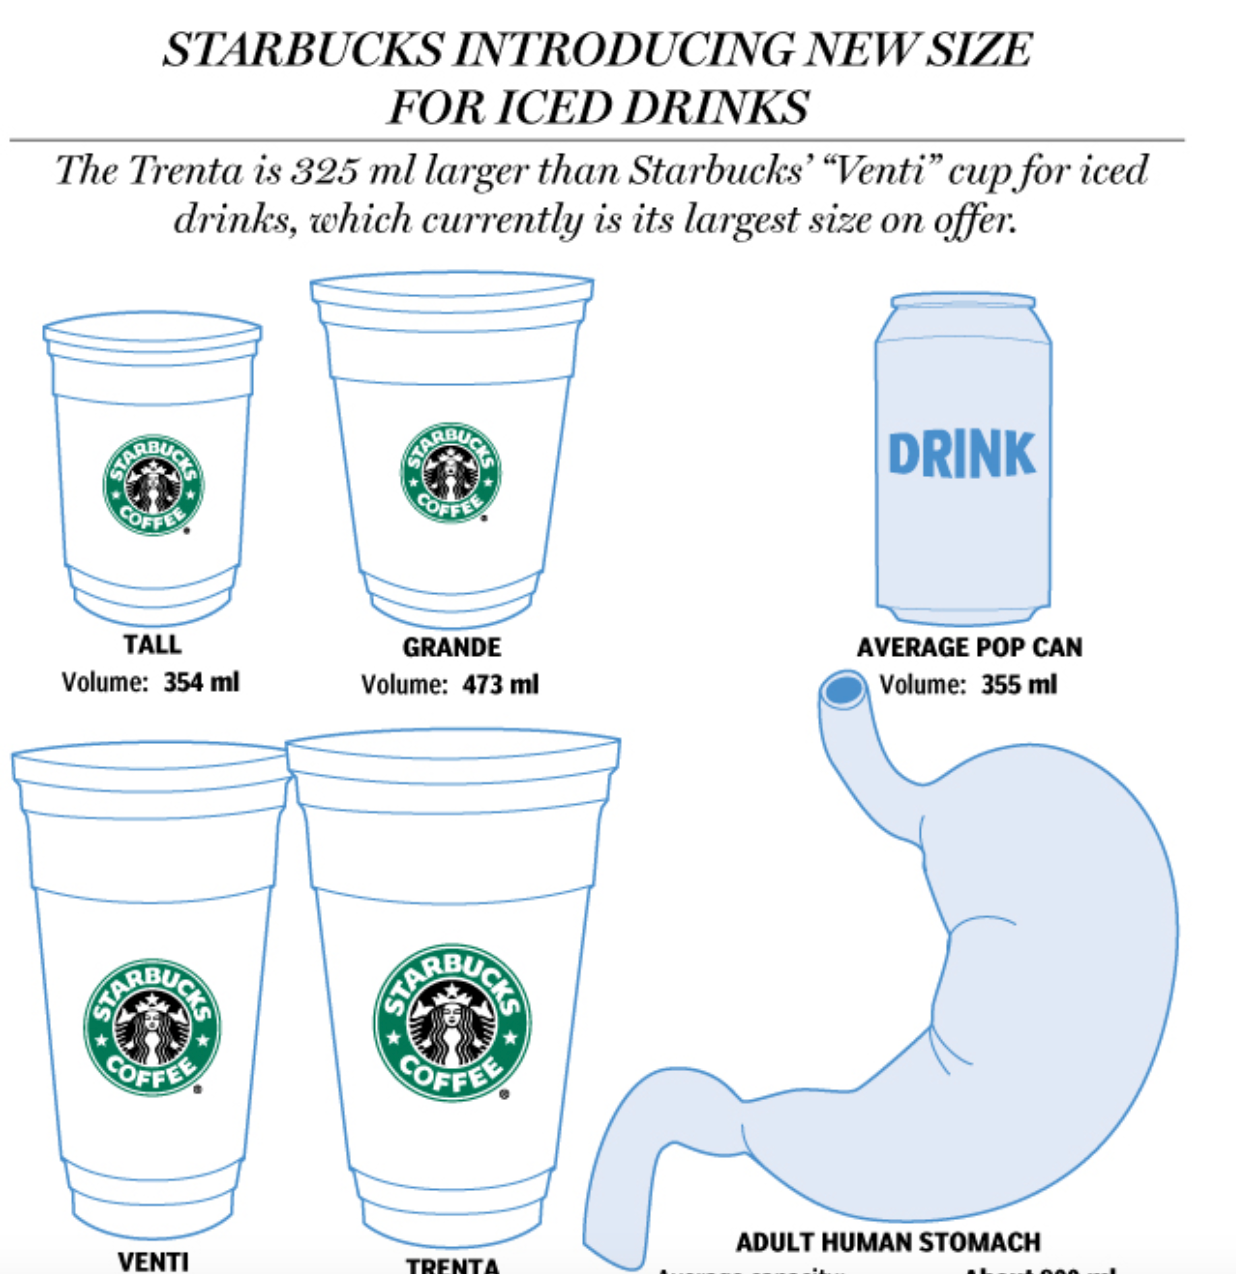 STARBUCKS INTRODUCING NEW SIZE
FOR ICED DRINKS
The Trenta is 325 ml larger than Starbucks’ “Venti” cup for iced
drinks, which currently is its largest size on offer.
STARBUCKS
COFFEE
®
STARBUCKS
COFFEE
®
DRINK
TALL
Volume: 354 ml
GRANDE
Volume: 473 ml
AVERAGE POP CAN
Volume: 355 ml
STARBUCKS
COFFEE
®
STARBUCKS
COFFEE
®
VENTI
TRENTA
ADULT HUMAN STOMACH
Average capacity: About 900 ml